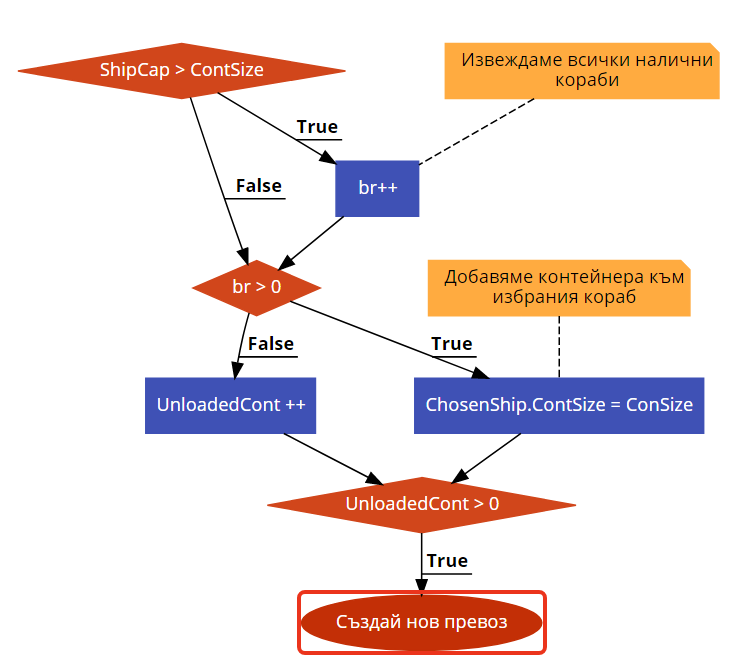 ShipCap > ContSize
Извеждаме всички налични
кораби
True
False
br++
br > 0
Добавяме контейнера към
избрания кораб
False
True
UnloadedCont ++
ChosenShip.ContSize = ConSize
UnloadedCont > 0
True
Създай нов превоз